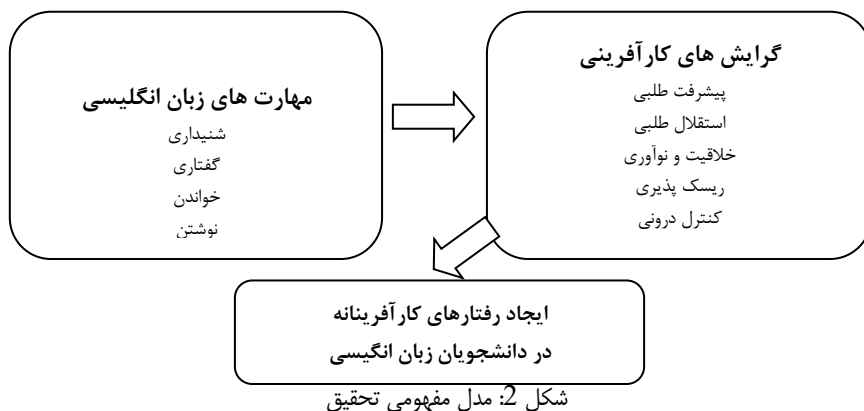 مهارت های زبان انگلیسی
شنیداری
گفتاری
خواندن
نوشتن
گرایش های کارآفرینی
پیشرفت طلبی
استقلال طلبی
خلاقیت و نوآوری
ریسک پذیری
کنترل درونی
ایجاد رفتارهای کارآفرینانه
در دانشجویان زبان انگیسی
شکل 2: مدل مفهومی تحقیق